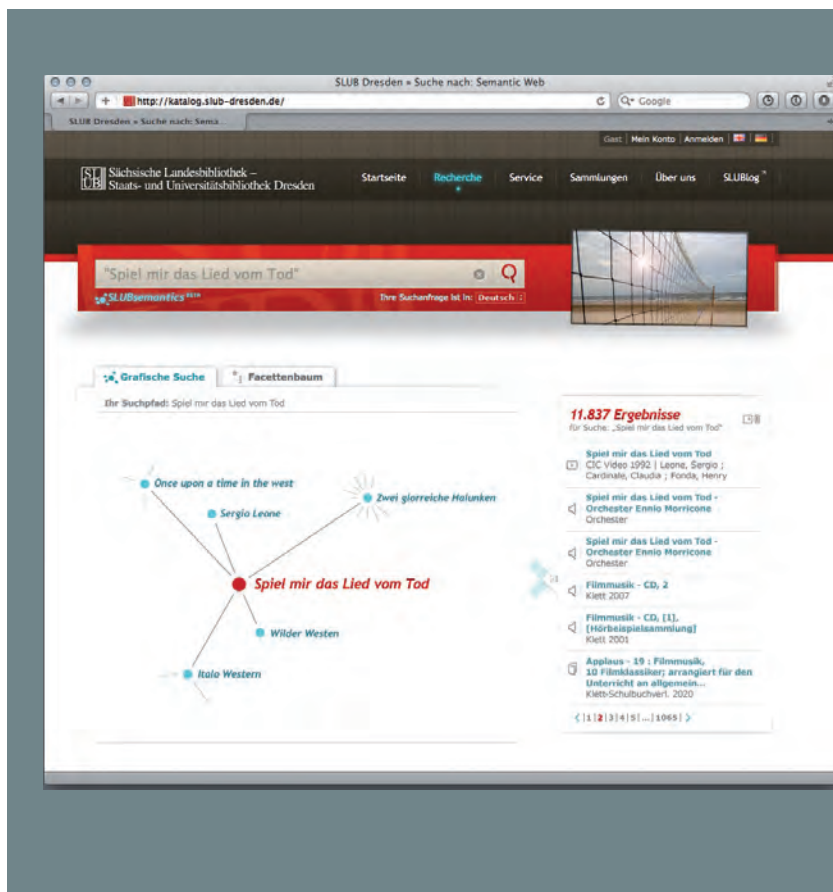 SLUB Dresden » Suche nach: Semantic Web
http://katalog.slub-dresden.de/
Google
SLUB Dresden » Suche nach: Sema...
Gast | Mein Konto | Anmelden
SLUB
Sächsische Landesbibliothek –
Staats- und Universitätsbibliothek Dresden
Startseite
Recherche
Service
Sammlungen
Über uns
SLUBlog
"Spiel mir das Lied vom Tod"
SLUBsemantics BETA
Ihre Suchanfrage ist in: Deutsch
Grafische Suche
Facettenbaum
Ihr Suchpfad: Spiel mir das Lied vom Tod
Once upon a time in the west
Zwei glorreiche Halunken
Sergio Leone
Spiel mir das Lied vom Tod
Wilder Westen
Italo Western
11.837 Ergebnisse
für Suche: „Spiel mir das Lied vom Tod"
Spiel mir das Lied vom Tod
CIC Video 1992 | Leone, Sergio ;
Cardinale, Claudia ; Fonda, Henry
Spiel mir das Lied vom Tod -
Orchester Ennio Morricone
Orchester
Spiel mir das Lied vom Tod -
Orchester Ennio Morricone
Orchester
Filmmusik - CD, 2
Klett 2007
Filmmusik - CD, [1],
[Hörbeispielsammlung]
Klett 2001
Applaus - 19 : Filmmusik,
10 Filmklassiker; arrangiert für den
Unterricht an allgemein...
Klett-Schulbuchverl. 2020
|1|2|3|4|5|...|1065|